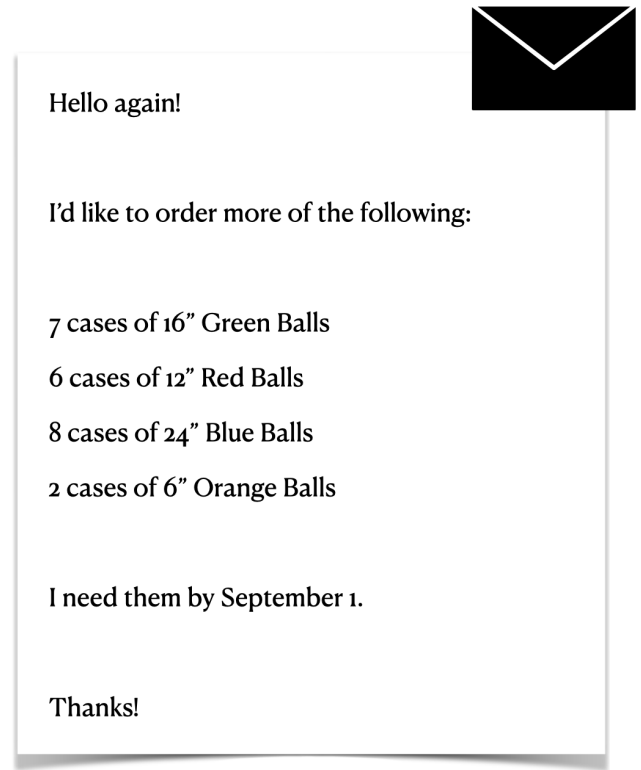 Hello again!
I’d like to order more of the following:
7 cases of 16” Green Balls
6 cases of 12” Red Balls
8 cases of 24” Blue Balls
2 cases of 6” Orange Balls
I need them by September 1.
Thanks!